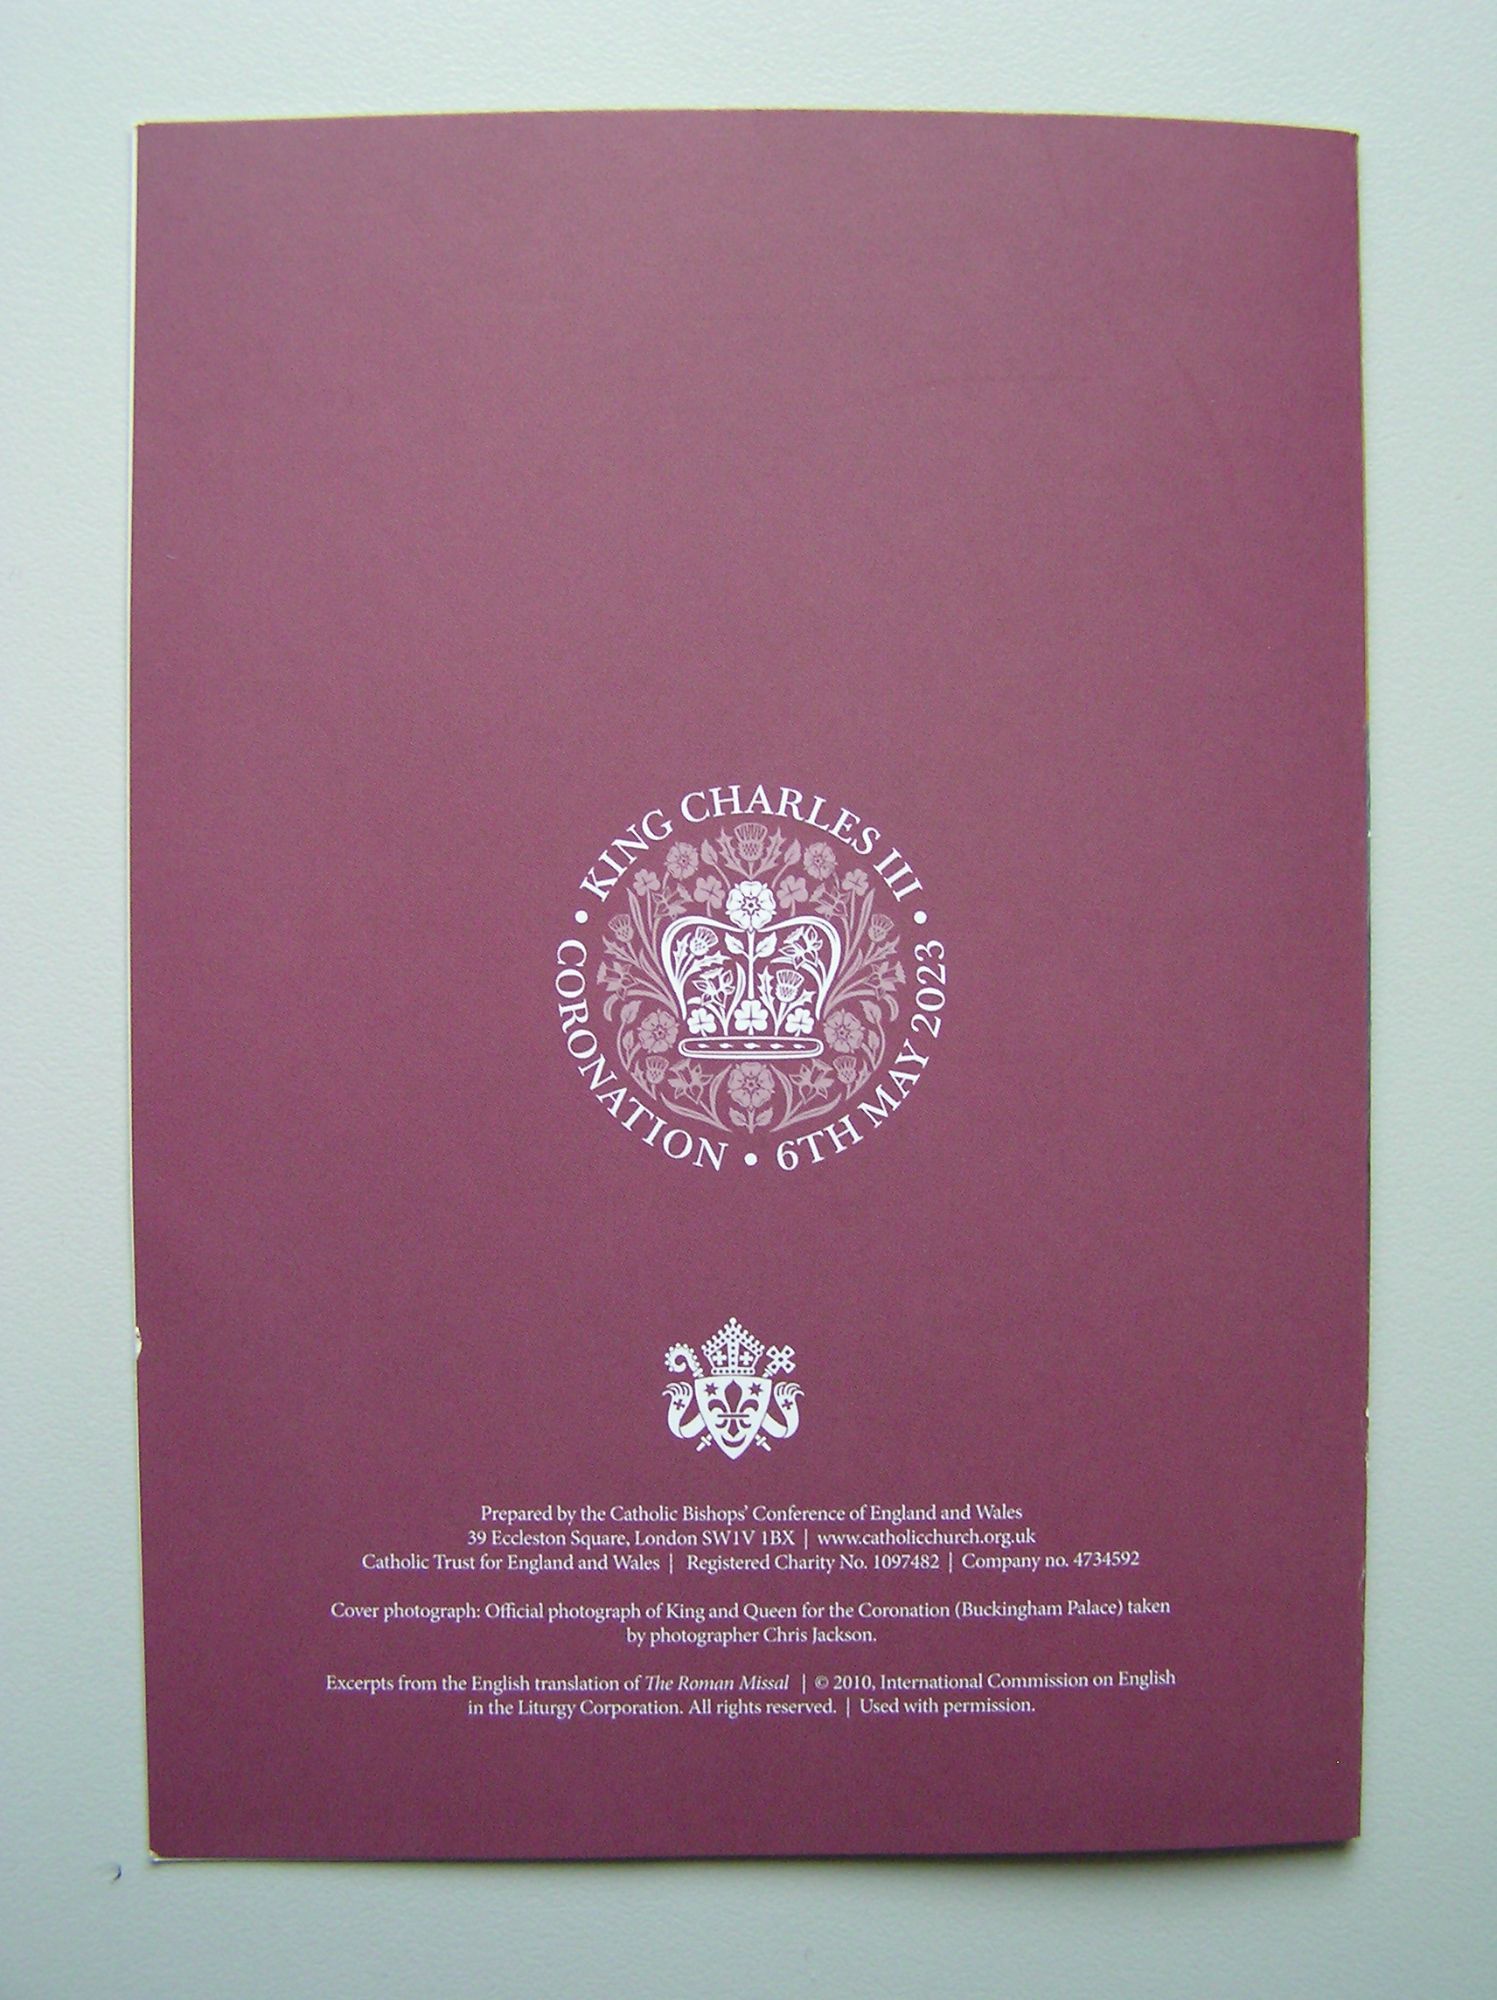 • KING CHARLES III •
CORONATION • 6TH MAY 2023
Prepared by the Catholic Bishops’ Conference of England and Wales
39 Eccleston Square, London SW1V 1BX | www.catholicchurch.org.uk
Catholic Trust for England and Wales | Registered Charity No. 1097482 | Company no. 4734592
Cover photograph: Official photograph of King and Queen for the Coronation (Buckingham Palace) taken
by photographer Chris Jackson.
Excerpts from the English translation of The Roman Missal | © 2010, International Commission on English
in the Liturgy Corporation. All rights reserved. | Used with permission.